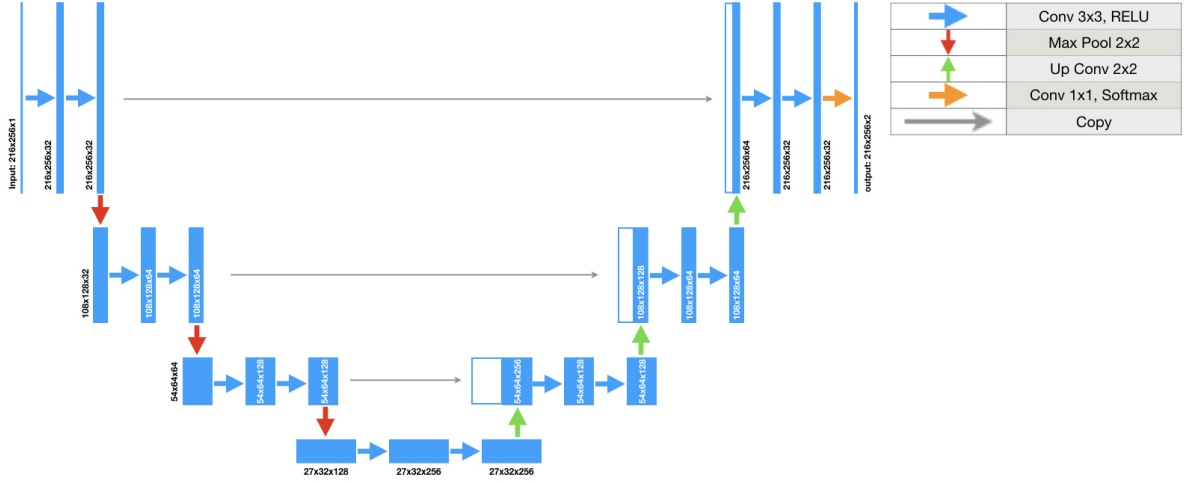 Input: 216x256x1
216x256x32
216x256x32
216x256x64
216x256x32
216x256x32
output: 216x256x2
Conv 3x3, RELU
Max Pool 2x2
Up Conv 2x2
Conv 1x1, Softmax
Copy
108x128x32
108x128x64
108x128x64
108x128x128
108x128x64
108x128x64
54x64x64
54x64x128
54x64x128
54x64x256
54x64x128
54x64x128
27x32x128
27x32x256
27x32x256